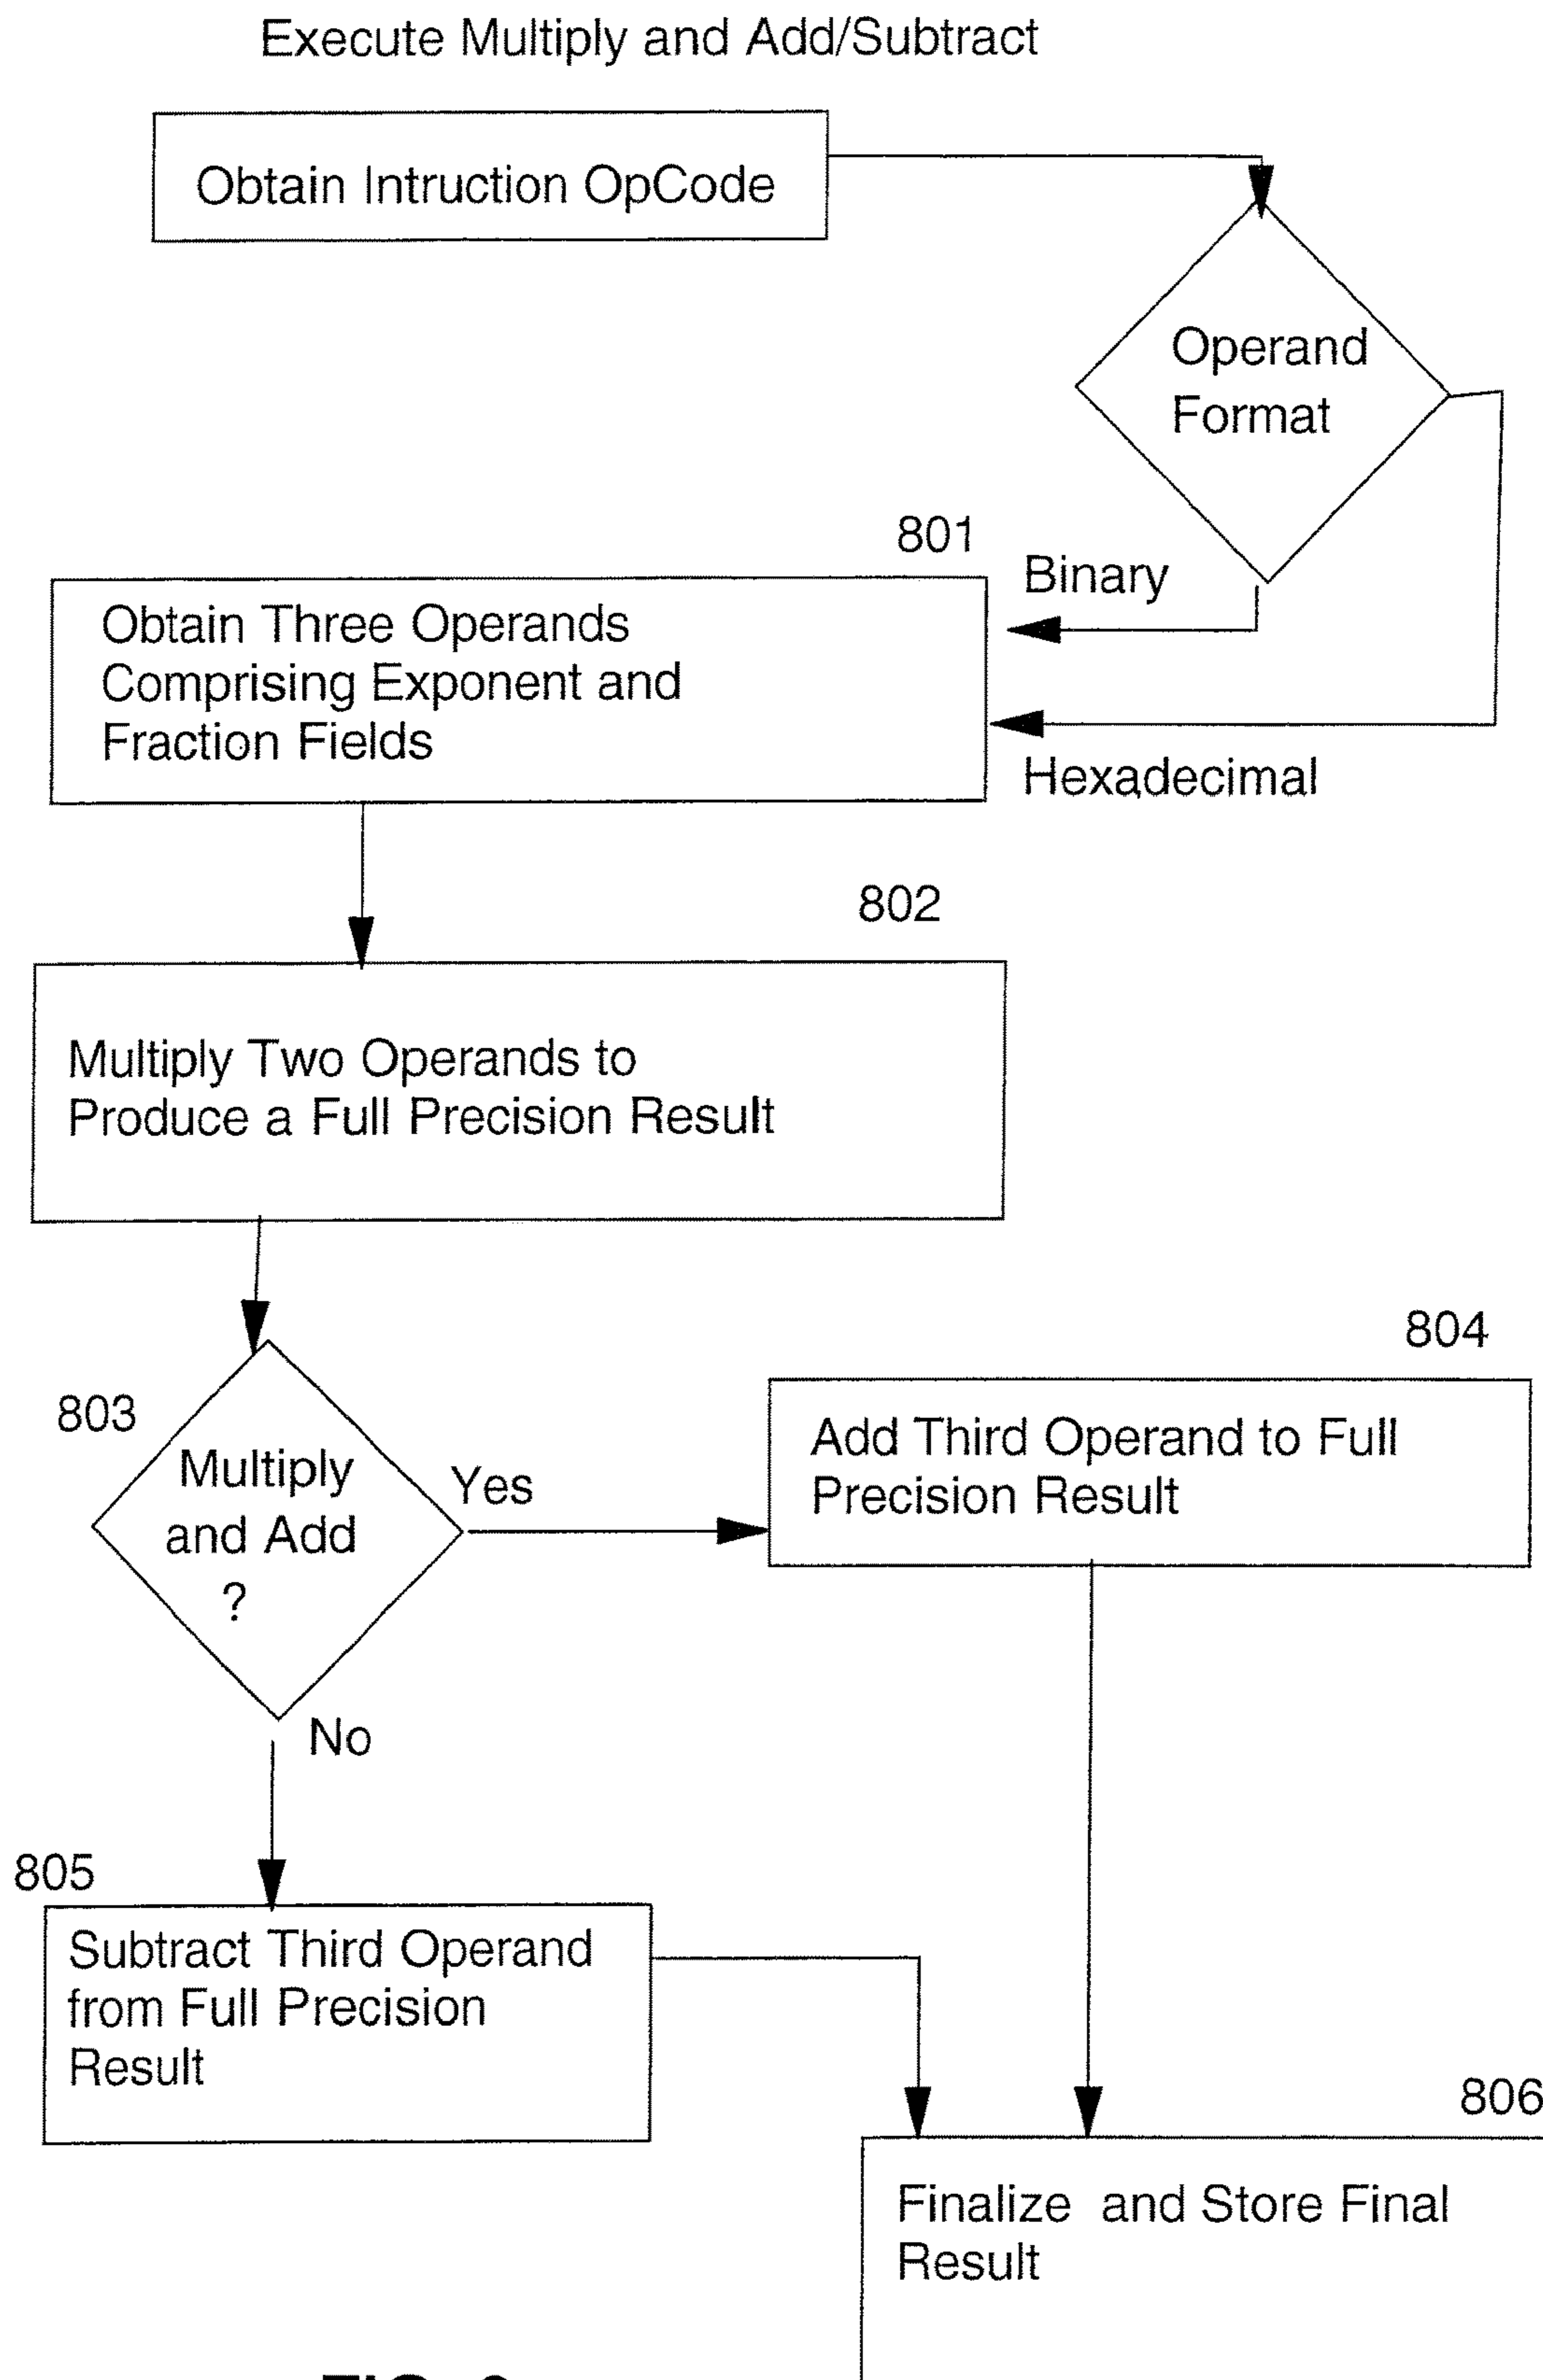 Execute Multiply and Add/Subtract
Obtain Intruction OpCode
Operand
Format
801
Binary
Obtain Three Operands
Comprising Exponent and
Fraction Fields
Hexadecimal
802
Multiply Two Operands to
Produce a Full Precision Result
804
803
Multiply
and Add
?
Yes
Add Third Operand to Full
Precision Result
No
805
Subtract Third Operand
from Full Precision
Result
806
Finalize and Store Final
Result